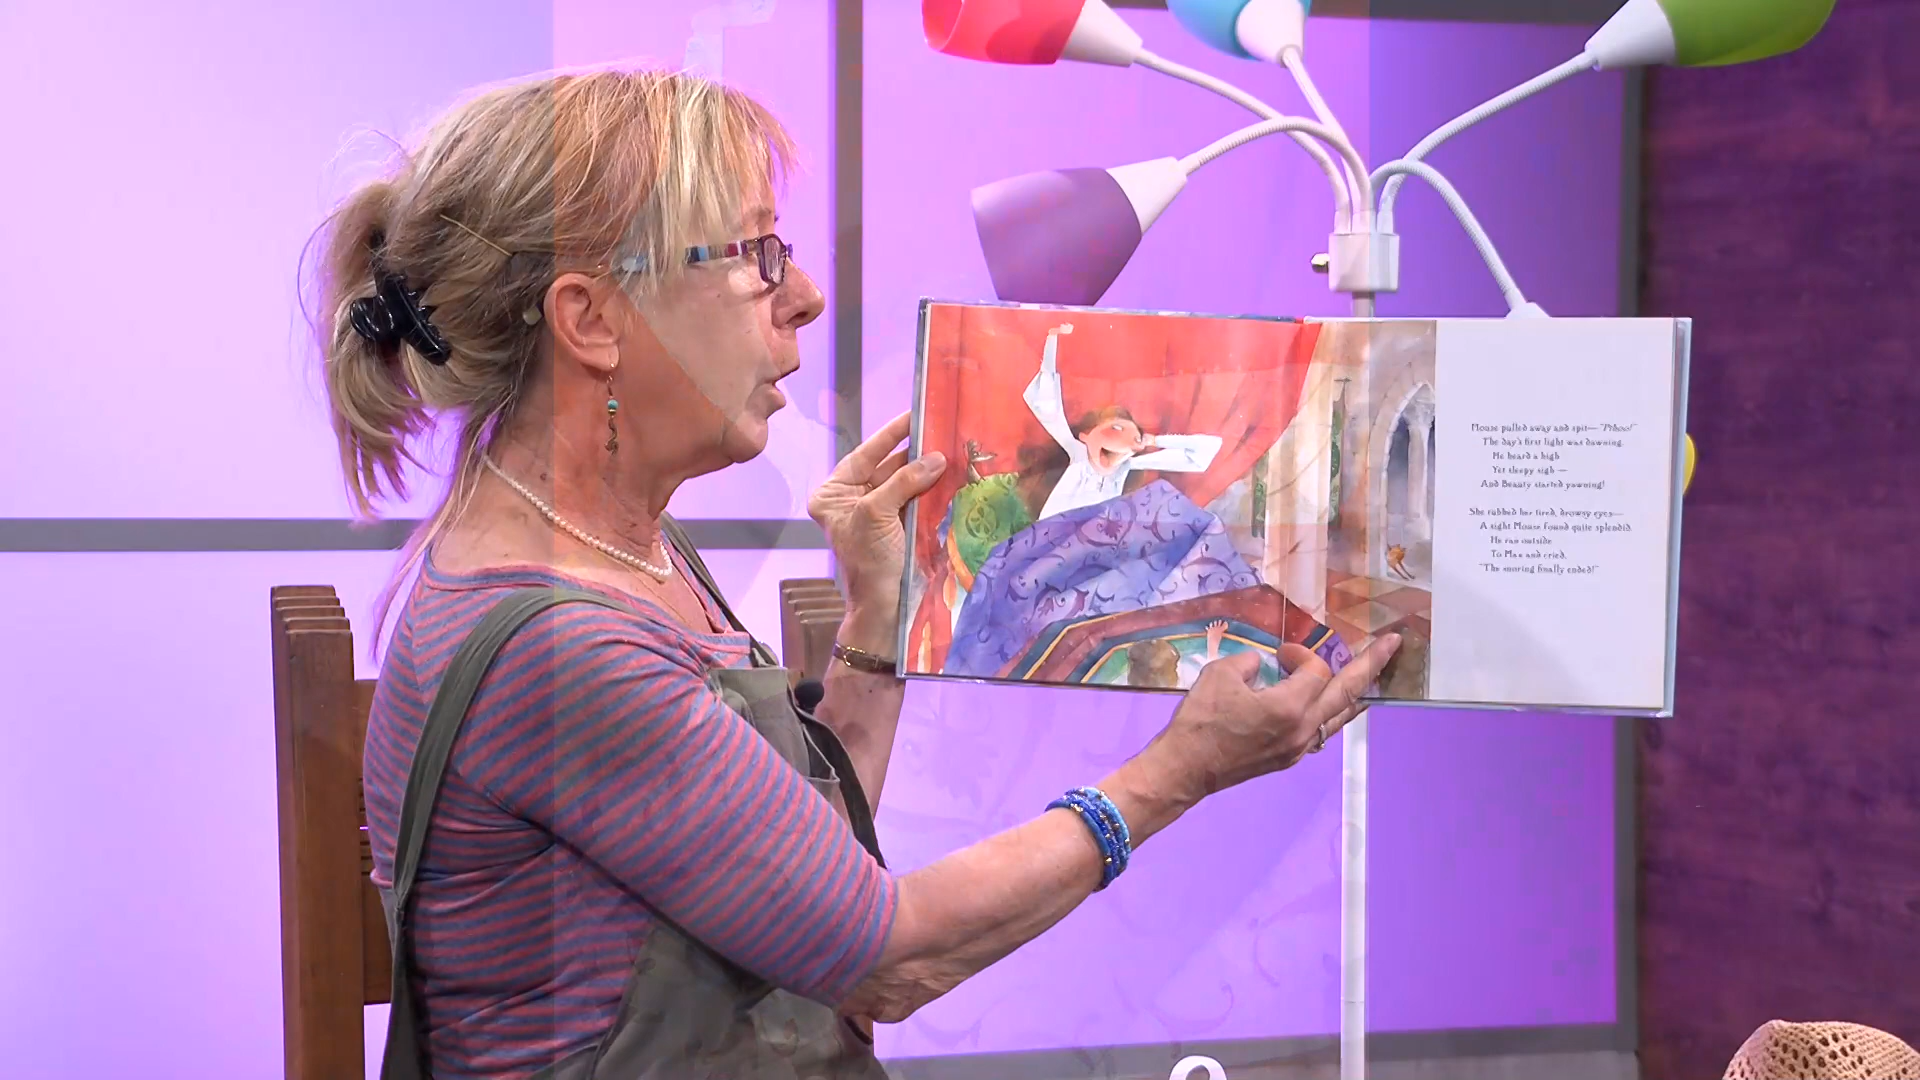 Mouse pulled away and spit— "Pthooi!"
The day's first light was dawning.
He heard a high
Yet sleepy sigh —
And Beauty started yawning!
She rubbed her tired, drowsy eyes—
A sight Mouse found quite splendid.
He ran outside
To Max and cried,
"The snoring finally ended!"